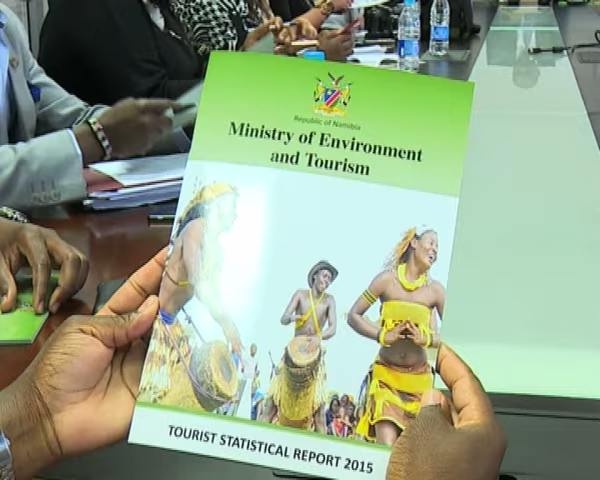 Republic of Namibia
Ministry of Environment
and Tourism
TOURIST STATISTICAL REPORT 2015